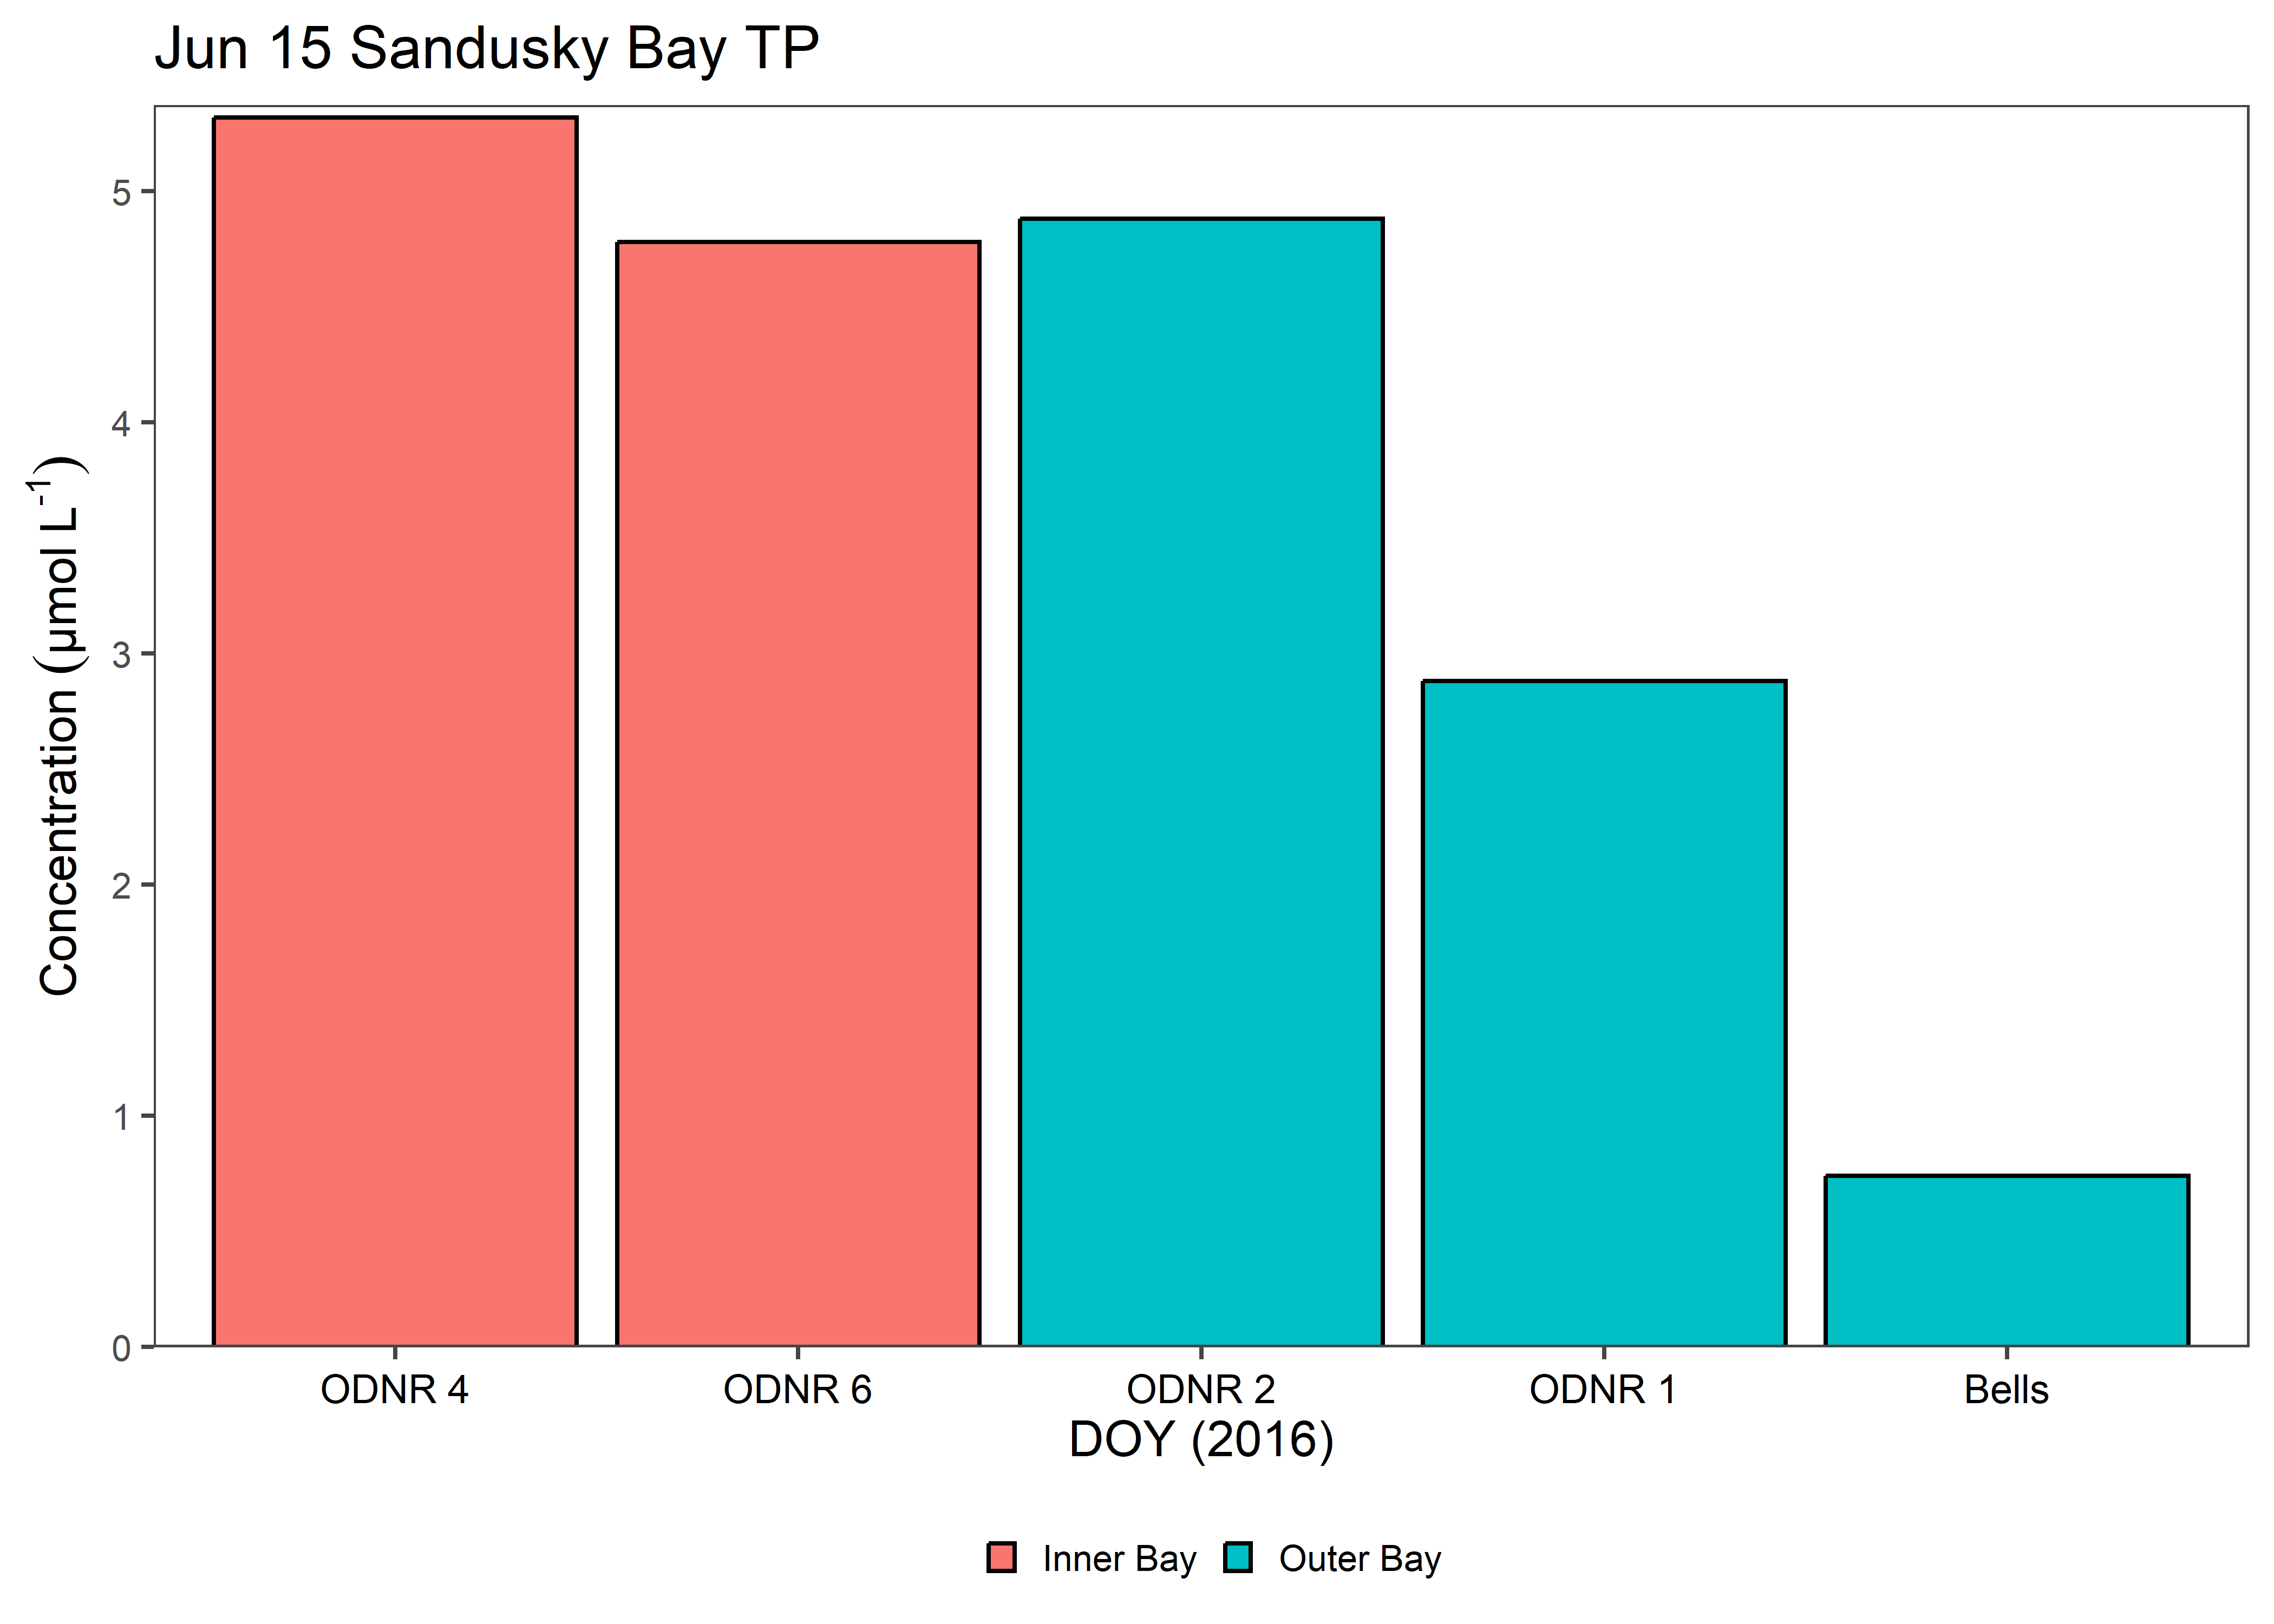 Jun 15 Sandusky Bay TP
Concentration (µmol L⁻¹)
5
4
3
2
1
0
ODNR 4 ODNR 6 ODNR 2 ODNR 1 Bells
DOY (2016)
Inner Bay Outer Bay